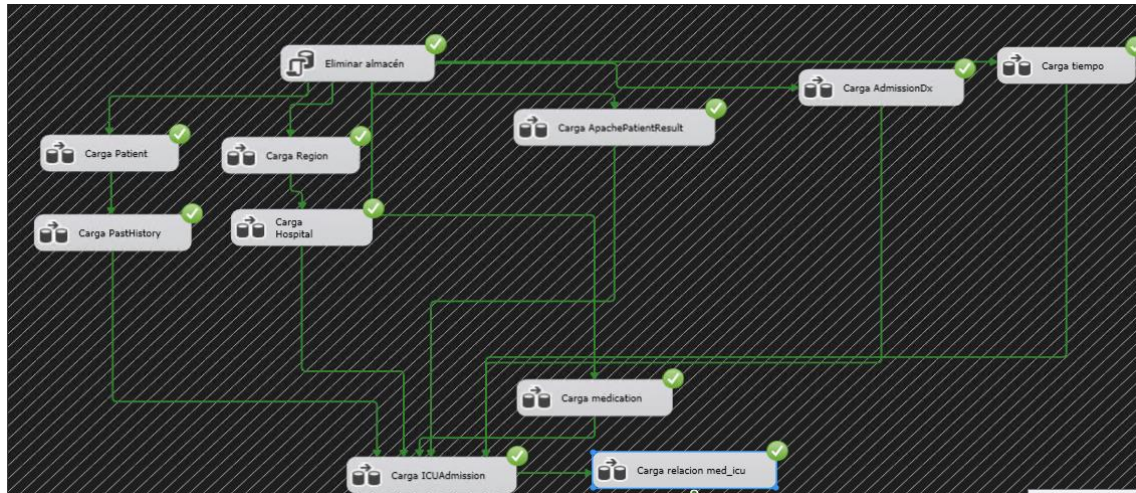 Eliminar almacén
Carga tiempo
Carga AdmissionDx
Carga ApachePatientResult
Carga Patient
Carga Region
Carga PastHistory
Carga
Hospital
Carga medication
Carga ICUAdmission
Carga relacion med_icu